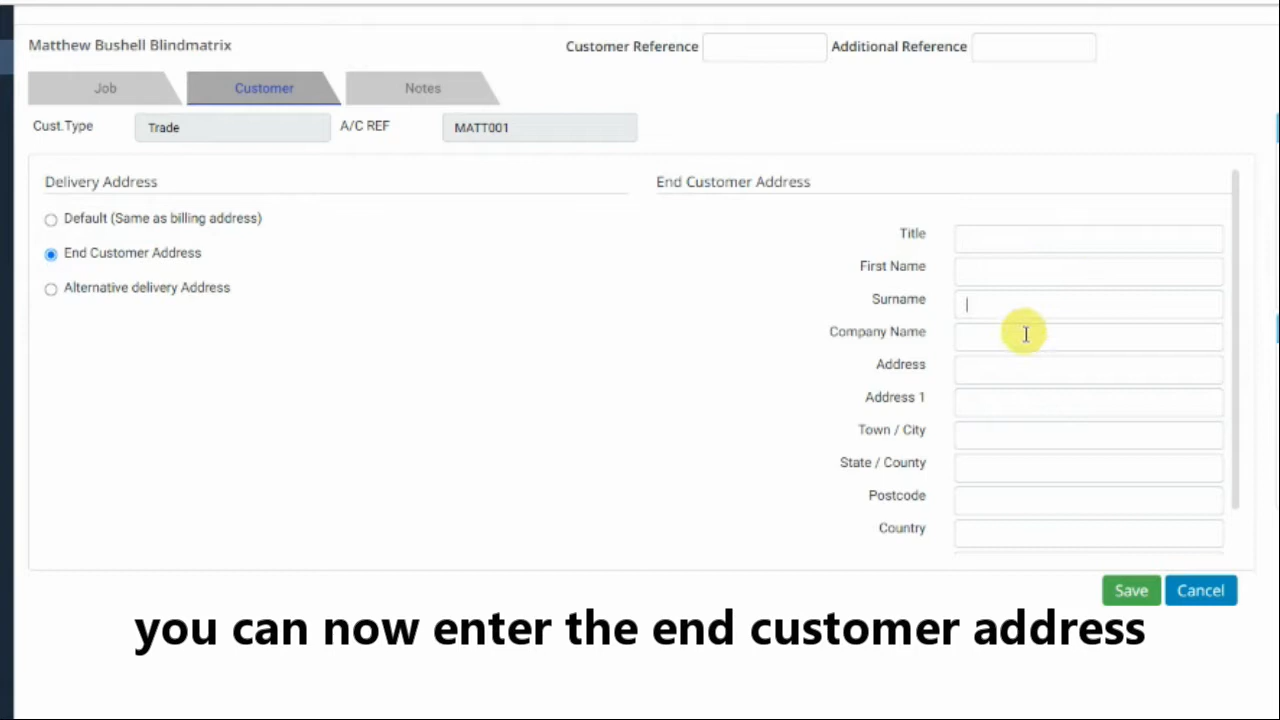 Matthew Bushell Blindmatrix
Customer Reference
Additional Reference
Job
Customer
Notes
Cust.Type
Trade
A/C REF
MATT001
Delivery Address
Default (Same as billing address)
End Customer Address
Alternative delivery Address
End Customer Address
Title
First Name
Surname
Company Name
Address
Address 1
Town / City
State / County
Postcode
Country
Save
Cancel
you can now enter the end customer address